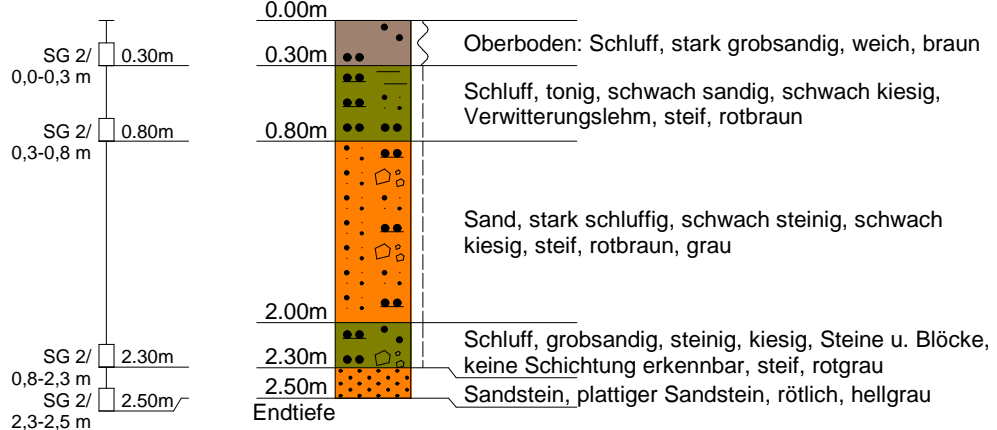 0.00m
SG 2/ 0.30m
0,0-0,3 m
0.30m
Oberboden: Schluff, stark grobsandig, weich, braun
SG 2/ 0.80m
0,3-0,8 m
0.80m
Schluff, tonig, schwach sandig, schwach kiesig,
Verwitterungslehm, steif, rotbraun
Sand, stark schluffig, schwach steinig, schwach
kiesig, steif, rotbraun, grau
2.00m
SG 2/ 2.30m
0,8-2,3 m
2.30m
Schluff, grobsandig, steinig, kiesig, Steine u. Blöcke,
keine Schichtung erkennbar, steif, rotgrau
SG 2/ 2.50m
2,3-2,5 m
2.50m
Endtiefe
Sandstein, plattiger Sandstein, rötlich, hellgrau